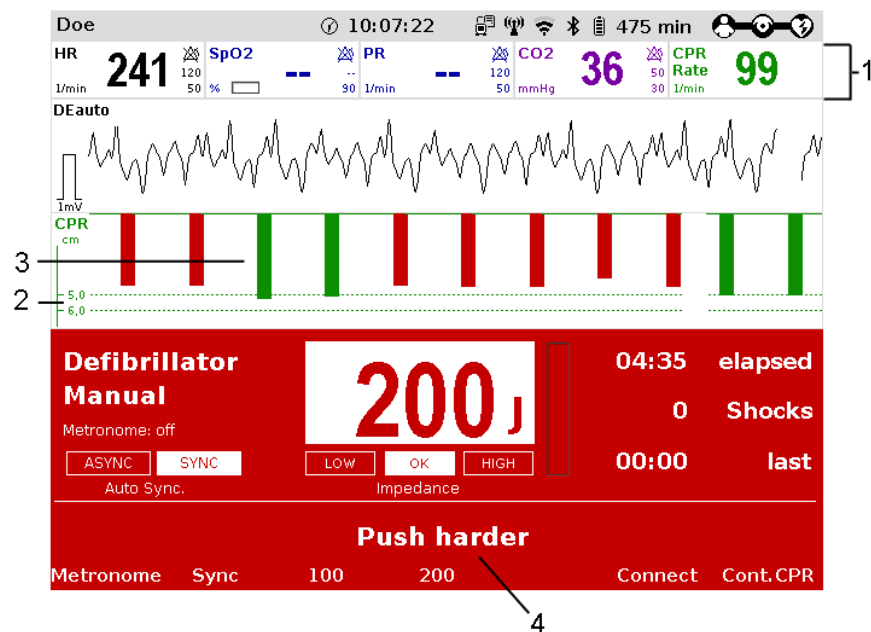 Doe 10:07:22 475 min
HR 241 120 50 1/min
SpO2 -- -- 90 %
PR -- 120 50 1/min
CO2 36 50 30 mmHg
CPR Rate 99 1/min
1
DEauto
1mV
CPR
cm
3
2
5,0
6,0
Defibrillator
Manual
Metronome: off
ASYNC SYNC
Auto Sync.
200 J
LOW OK HIGH
Impedance
04:35 elapsed
0 Shocks
00:00 last
Push harder
Metronome Sync 100 200 Connect Cont.CPR
4